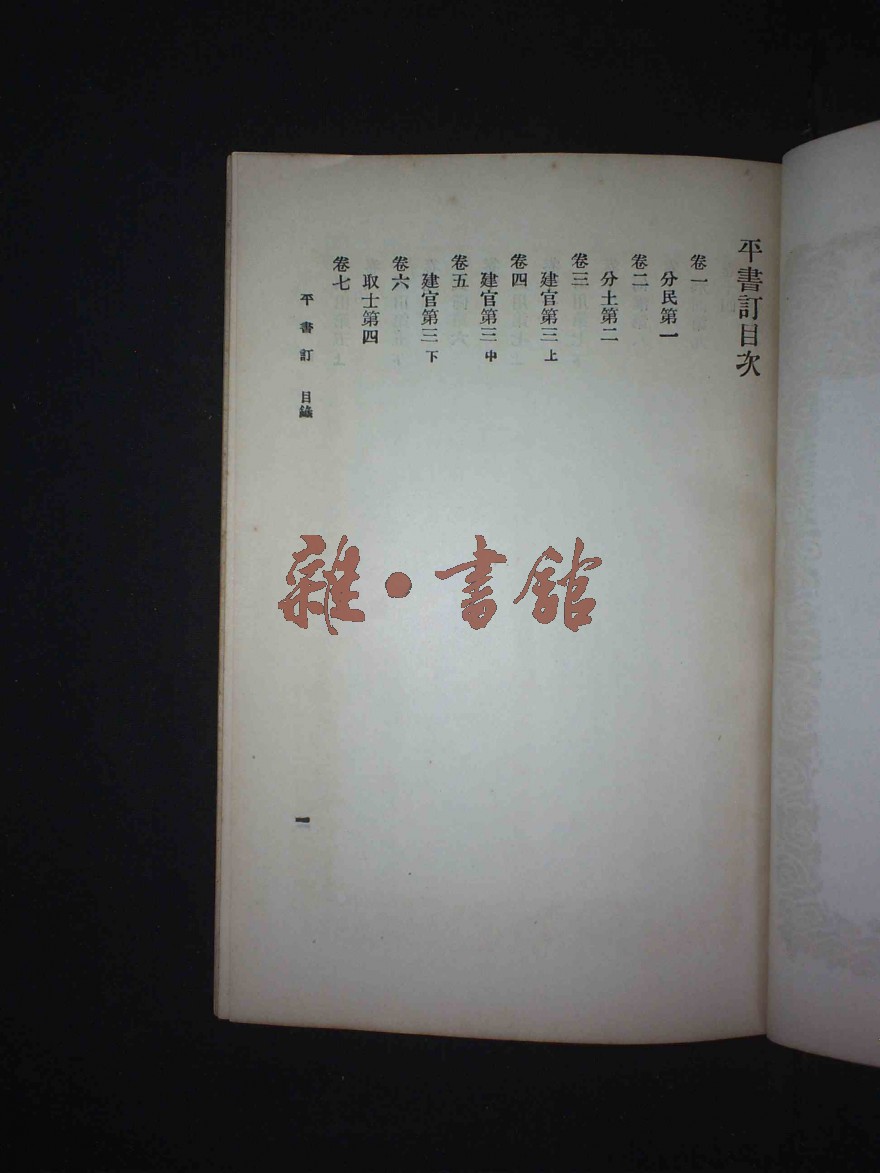 平書訂目次
卷一
分民第一
卷二
分土第二
卷三
建官第三上
卷四
建官第三中
卷五
建官第三下
卷六
取士第四
卷七
平書訂 目錄
一
雜·書館